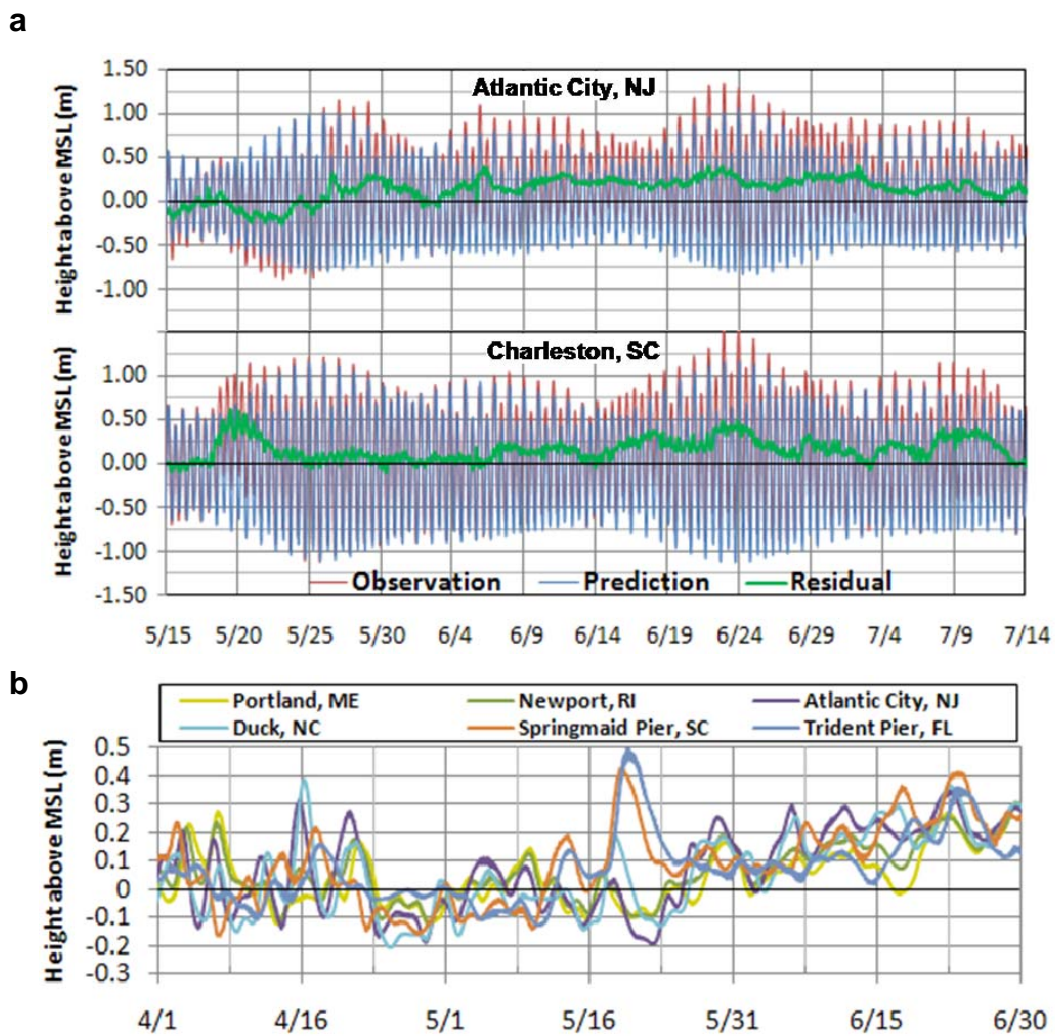 a
Height above MSL (m)
1.50
1.00
0.50
0.00
-0.50
-1.00
Atlantic City, NJ
Height above MSL (m)
1.00
0.50
0.00
-0.50
-1.00
-1.50
Charleston, SC
Observation Prediction Residual
5/15 5/20 5/25 5/30 6/4 6/9 6/14 6/19 6/24 6/29 7/4 7/9 7/14
b
Portland, ME Newport, RI Atlantic City, NJ
Duck, NC Springmaid Pier, SC Trident Pier, FL
Height above MSL (m)
0.5
0.4
0.3
0.2
0.1
0
-0.1
-0.2
-0.3
4/1 4/16 5/1 5/16 5/31 6/15 6/30